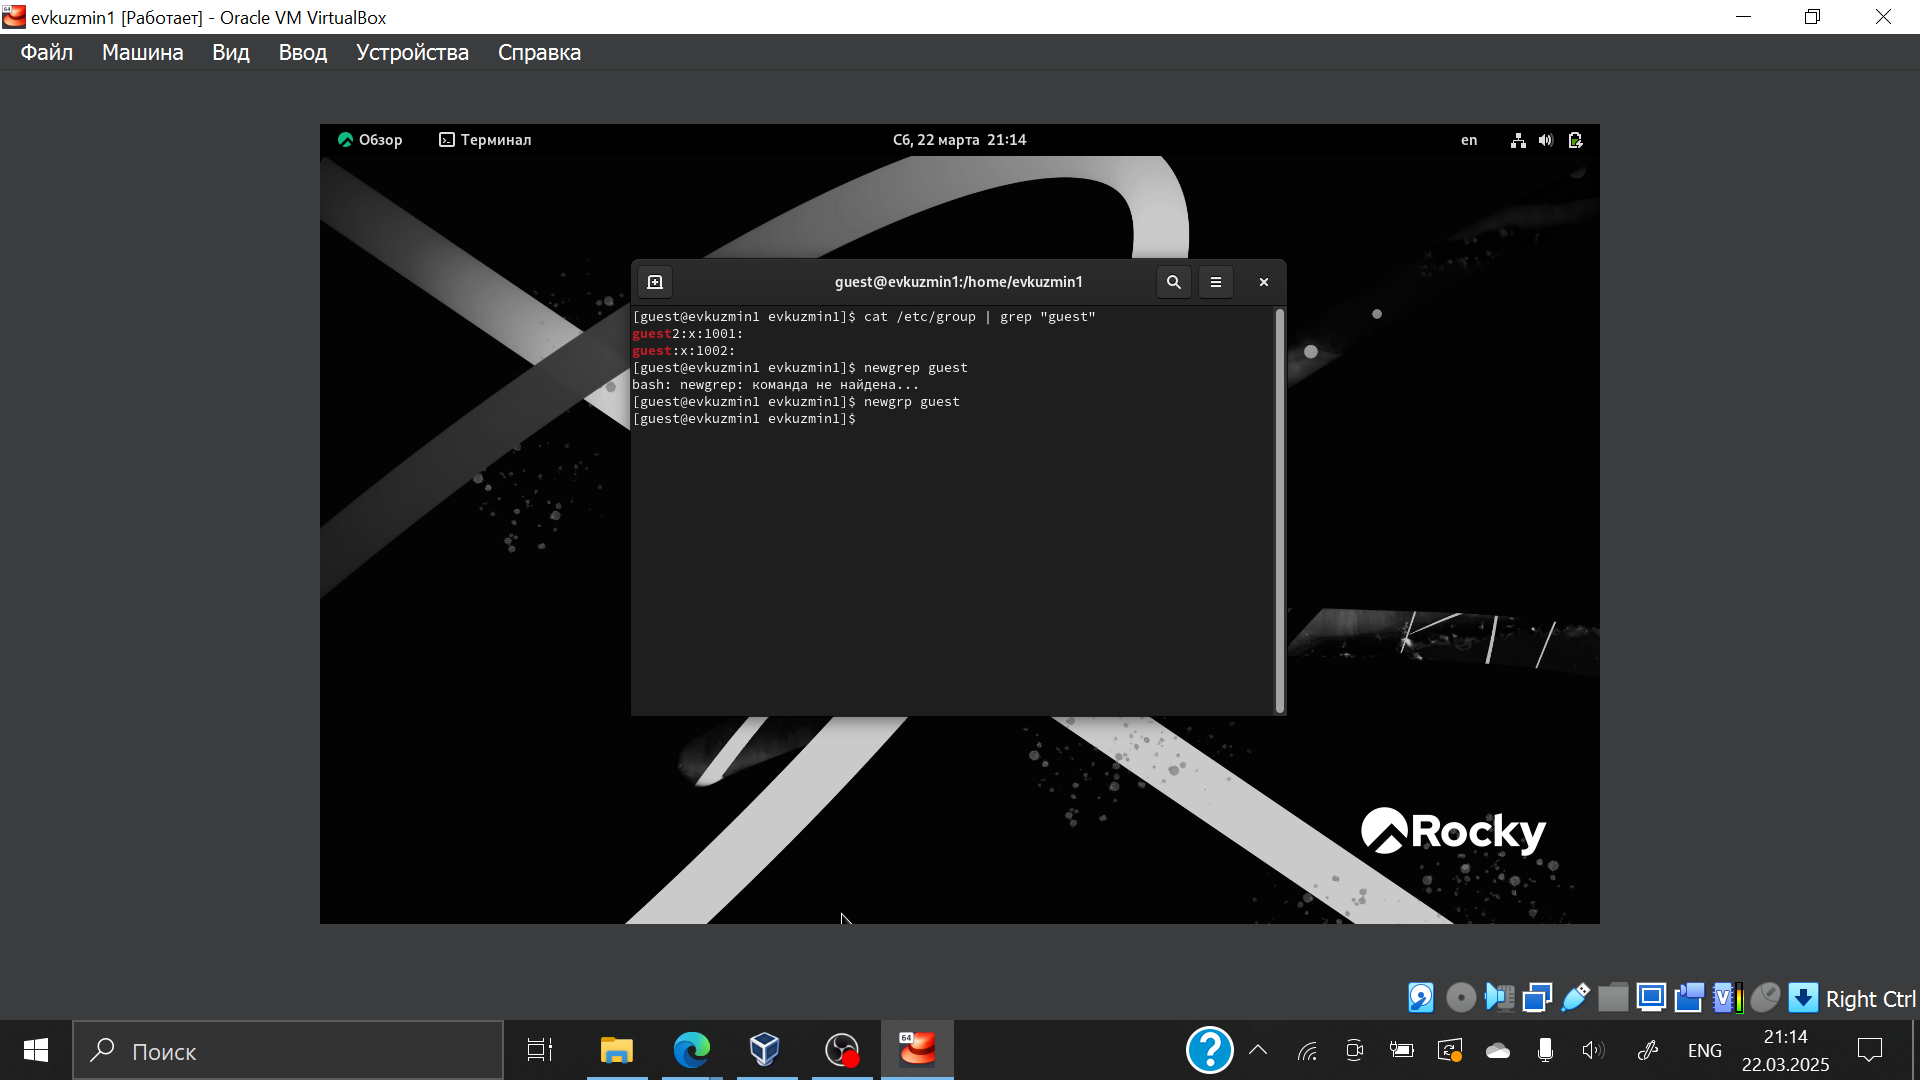 evkuzmin1 [Работает] - Oracle VM VirtualBox
Файл Машина Вид Ввод Устройства Справка
Обзор Терминал Сб, 22 марта 21:14 en
guest@evkuzmin1:/home/evkuzmin1
[guest@evkuzmin1 evkuzmin1]$ cat /etc/group | grep "guest"
guest2:x:1001:
guest:x:1002:
[guest@evkuzmin1 evkuzmin1]$ newgrep guest
bash: newgrep: команда не найдена...
[guest@evkuzmin1 evkuzmin1]$ newgrp guest
[guest@evkuzmin1 evkuzmin1]$
Rocky
Right Ctrl
Поиск
64
ENG
21:14
22.03.2025